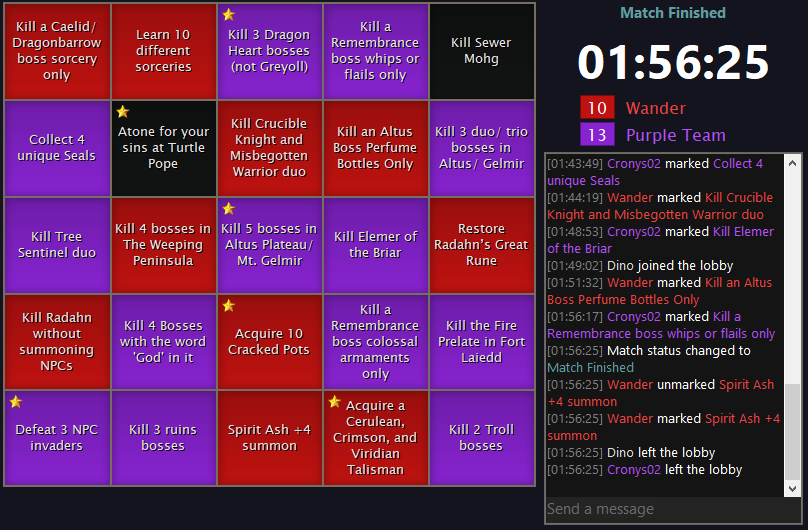 Kill a Caelid/
Dragonbarrow
boss sorcery
only
Learn 10
different
sorceries
Kill 3 Dragon
Heart bosses
(not Greyoll)
Kill a
Remembrance
boss whips or
flails only
Kill Sewer
Mohg
Collect 4
unique Seals
Atone for your
sins at Turtle
Pope
Kill Crucible
Knight and
Misbegotten
Warrior duo
Kill an Altus
Boss Perfume
Bottles Only
Kill 3 duo/ trio
bosses in
Altus/ Gelmir
Kill Tree
Sentinel duo
Kill 4 bosses in
The Weeping
Peninsula
Kill 5 bosses in
Altus Plateau/
Mt. Gelmir
Kill Elemer of
the Briar
Restore
Radahn's Great
Rune
Kill Radahn
without
summoning
NPCs
Kill 4 Bosses
with the word
'God' in it
Acquire 10
Cracked Pots
Kill a
Remembrance
boss colossal
armaments
only
Kill the Fire
Prelate in Fort
Laiedd
Defeat 3 NPC
invaders
Kill 3 ruins
bosses
Spirit Ash +4
summon
Acquire a
Cerulean,
Crimson, and
Viridian
Talisman
Kill 2 Troll
bosses
Match Finished
01:56:25
10 Wander
13 Purple Team
[01:43:49] Cronys02 marked Collect 4
unique Seals
[01:44:19] Wander marked Kill Crucible
Knight and Misbegotten Warrior duo
[01:48:53] Cronys02 marked Kill Elemer
of the Briar
[01:49:02] Dino joined the lobby
[01:51:32] Wander marked Kill an Altus
Boss Perfume Bottles Only
[01:56:17] Cronys02 marked Kill a
Remembrance boss whips or flails only
[01:56:25] Match status changed to
Match Finished
[01:56:25] Wander unmarked Spirit Ash
+4 summon
[01:56:25] Wander marked Spirit Ash +4
summon
[01:56:25] Dino left the lobby
[01:56:25] Cronys02 left the lobby
Send a message